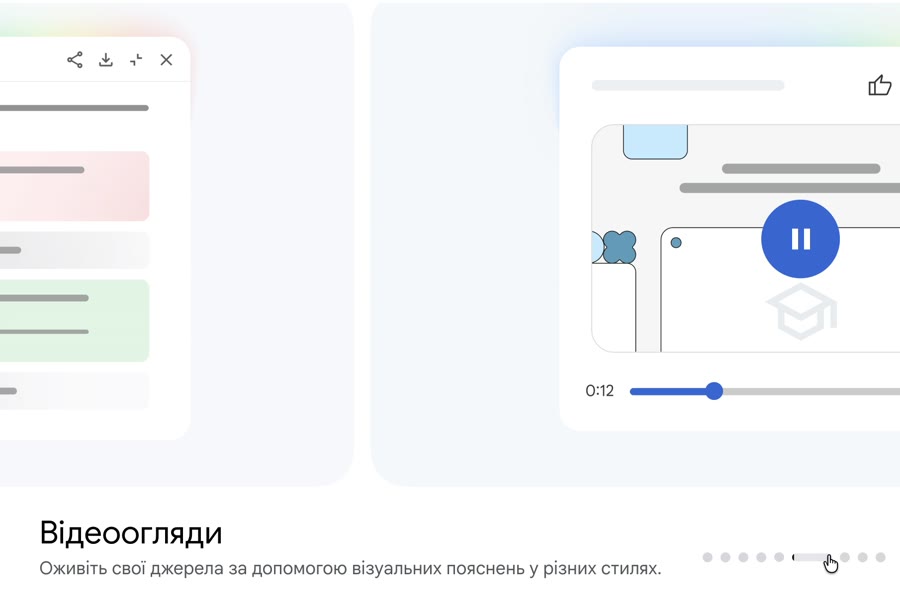 0:12
Відеоогляди
Оживіть свої джерела за допомогою візуальних пояснень у різних стилях.